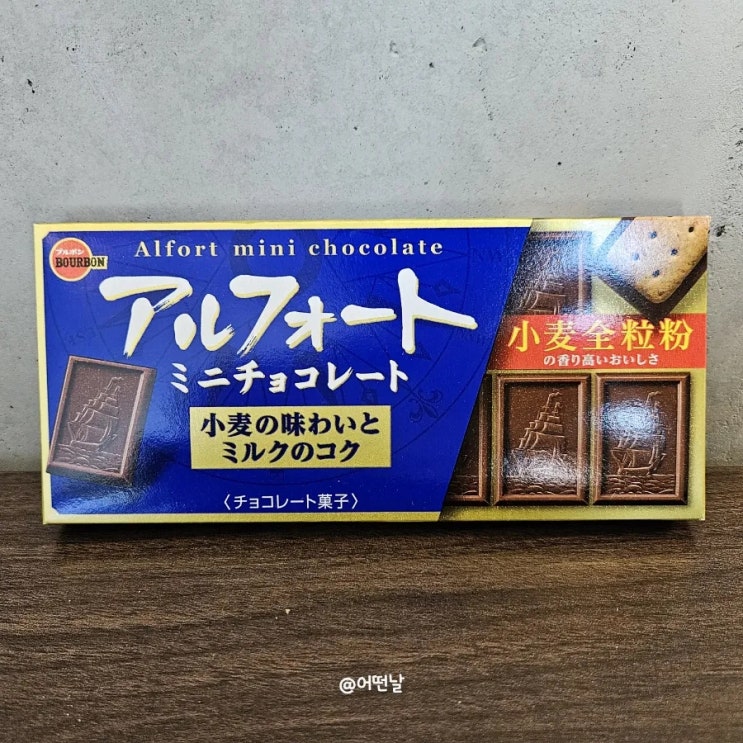 ブルボン
BOURBON
Alfort mini chocolate
アルフォート
ミニチョコレート
小麦の味わいと
ミルクのコク
〈チョコレート菓子〉
小麦全粒粉
の香り高いおいしさ
@어떤날